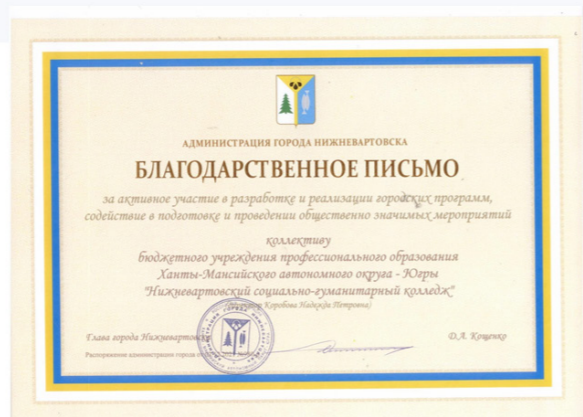 АДМИНИСТРАЦИЯ ГОРОДА НИЖНЕВАРТОВСКА
БЛАГОДАРСТВЕННОЕ ПИСЬМО
за активное участие в разработке и реализации городских программ,
содействие в подготовке и проведении общественно значимых мероприятий
коллективу
бюджетного учреждения профессионального образования
Ханты-Мансийского автономного округа - Югры
"Нижневартовский социально-гуманитарный колледж"
(директор Коробова Надежда Петровна)
Глава города Нижневартовска
Д.А. Кощенко
Распоряжение администрации города